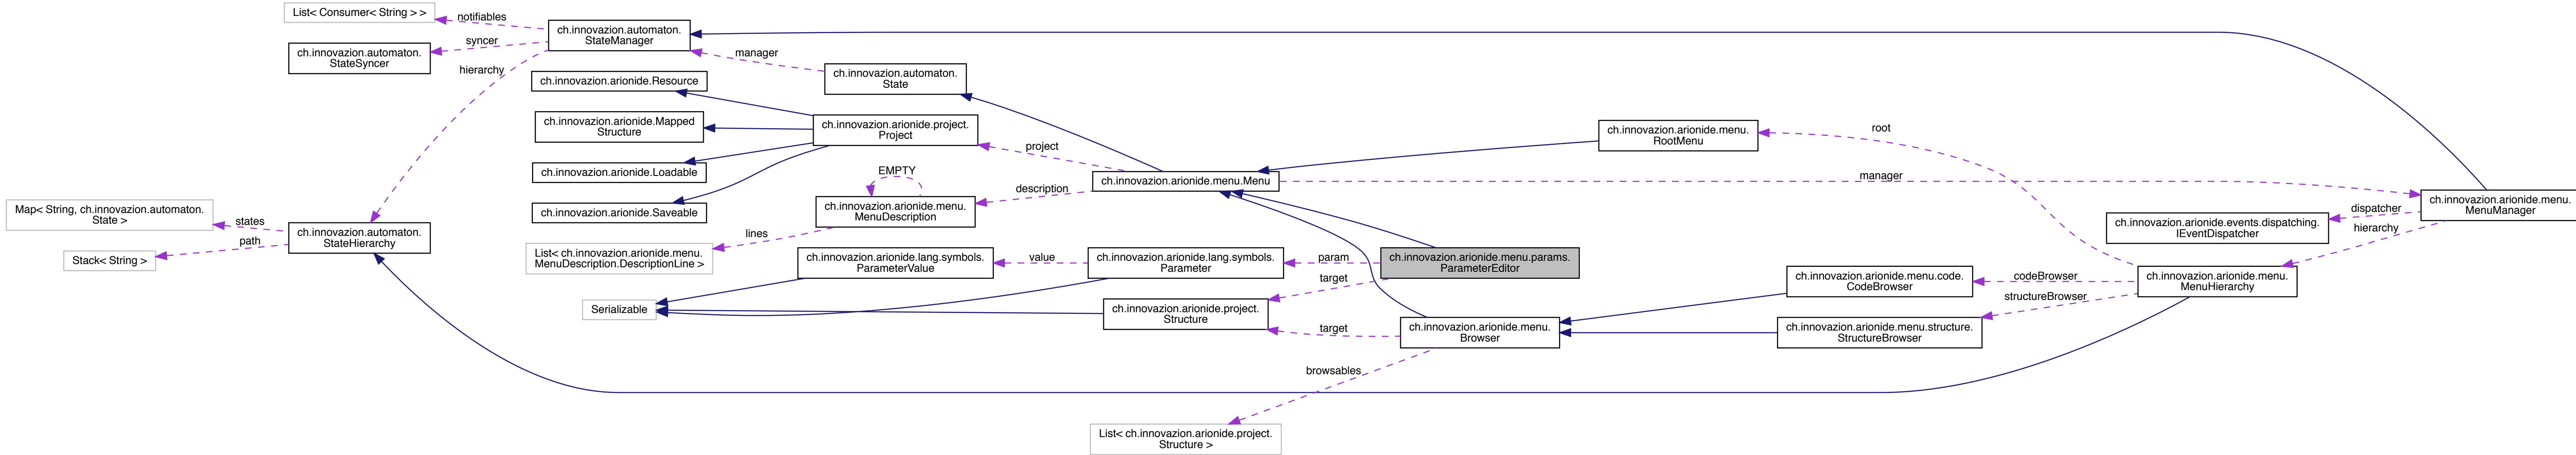 List< Consumer< String > >
notifiables
ch.innovazion.automaton.
StateManager
syncer
ch.innovazion.automaton.
StateSyncer
manager
hierarchy
ch.innovazion.automaton.
State
ch.innovazion.arionide.Resource
ch.innovazion.arionide.Mapped
Structure
ch.innovazion.arionide.project.
Project
ch.innovazion.arionide.menu.
RootMenu
root
project
ch.innovazion.arionide.Loadable
EMPTY
description
ch.innovazion.arionide.menu.Menu
manager
ch.innovazion.arionide.menu.
MenuManager
Map< String, ch.innovazion.automaton.
State >
states
path
Stack< String >
ch.innovazion.automaton.
StateHierarchy
ch.innovazion.arionide.Saveable
ch.innovazion.arionide.menu.
MenuDescription
lines
List< ch.innovazion.arionide.menu.
MenuDescription.DescriptionLine >
dispatcher
ch.innovazion.arionide.events.dispatching.
IEventDispatcher
hierarchy
ch.innovazion.arionide.lang.symbols.
ParameterValue
value
ch.innovazion.arionide.lang.symbols.
Parameter
param
target
ch.innovazion.arionide.menu.params.
ParameterEditor
ch.innovazion.arionide.menu.code.
CodeBrowser
codeBrowser
structureBrowser
ch.innovazion.arionide.menu.
MenuHierarchy
Serializable
ch.innovazion.arionide.project.
Structure
target
ch.innovazion.arionide.menu.
Browser
ch.innovazion.arionide.menu.structure.
StructureBrowser
browsables
List< ch.innovazion.arionide.project.
Structure >